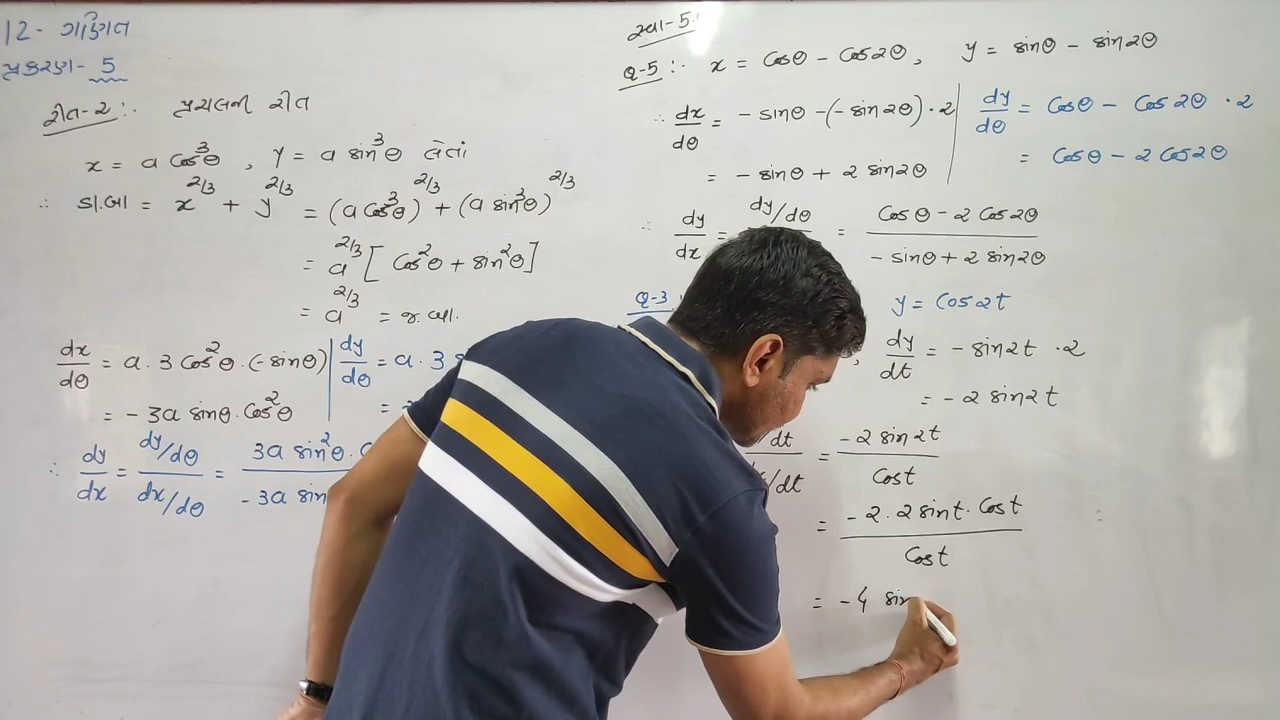 12- ગણિત
પ્રકરણ- 5
રીત-2 :. પ્રચલની રીત
x = a Cos³θ , y = a sin³θ લેતાં
∴ ડા.બા = x^2/3 + y^2/3 = (a Cos³θ)^2/3 + (a sin³θ)^2/3
= a^2/3 [ Cos²θ + sin²θ ]
= a^2/3 = જ.બા.
dx/dθ = a. 3 Cos²θ. (-sinθ) | dy/dθ = a. 3
= -3a sinθ. Cos²θ | =
∴ dy/dx = (dy/dθ)/(dx/dθ) = 3a sin²θ. / -3a sin
સ્વા-5.
Q-5 :. x = Cosθ - Cos2θ , y = sinθ - sin2θ
∴ dx/dθ = -sinθ -(-sin2θ) · 2 | dy/dθ = Cosθ - Cos2θ · 2
= -sinθ + 2 sin2θ | = Cosθ - 2 Cos2θ
∴ dy/dx = dy/dθ = (Cosθ - 2 Cos2θ)/(-sinθ + 2 sin2θ)
Q-3 y = Cos2t
, dy/dt = -sin2t · 2
= -2 sin2t
dt / /dt = (-2 sin2t)/(Cost)
= (-2. 2sint. Cost)/(Cost)
= -4 sin